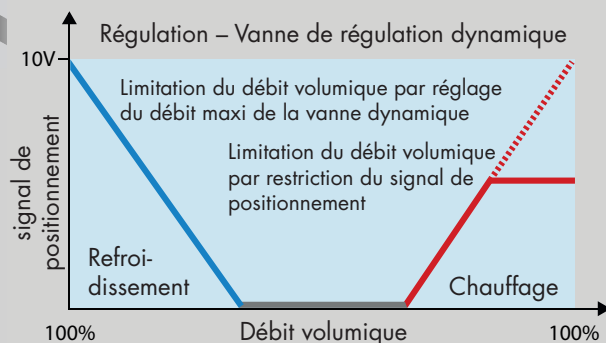 Régulation – Vanne de régulation dynamique
10V
Limitation du débit volumique par réglage
du débit maxi de la vanne dynamique
Limitation du débit volumique
par restriction du signal de
positionnement
signal de
positionnement
Refroi-
dissement
Chauffage
100%
Débit volumique
100%